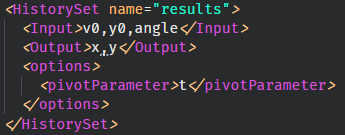 <HistorySet name="results">
<Input>v0,y0,angle</Input>
<Output>x,y</Output>
<options>
<pivotParameter>t</pivotParameter>
</options>
</HistorySet>